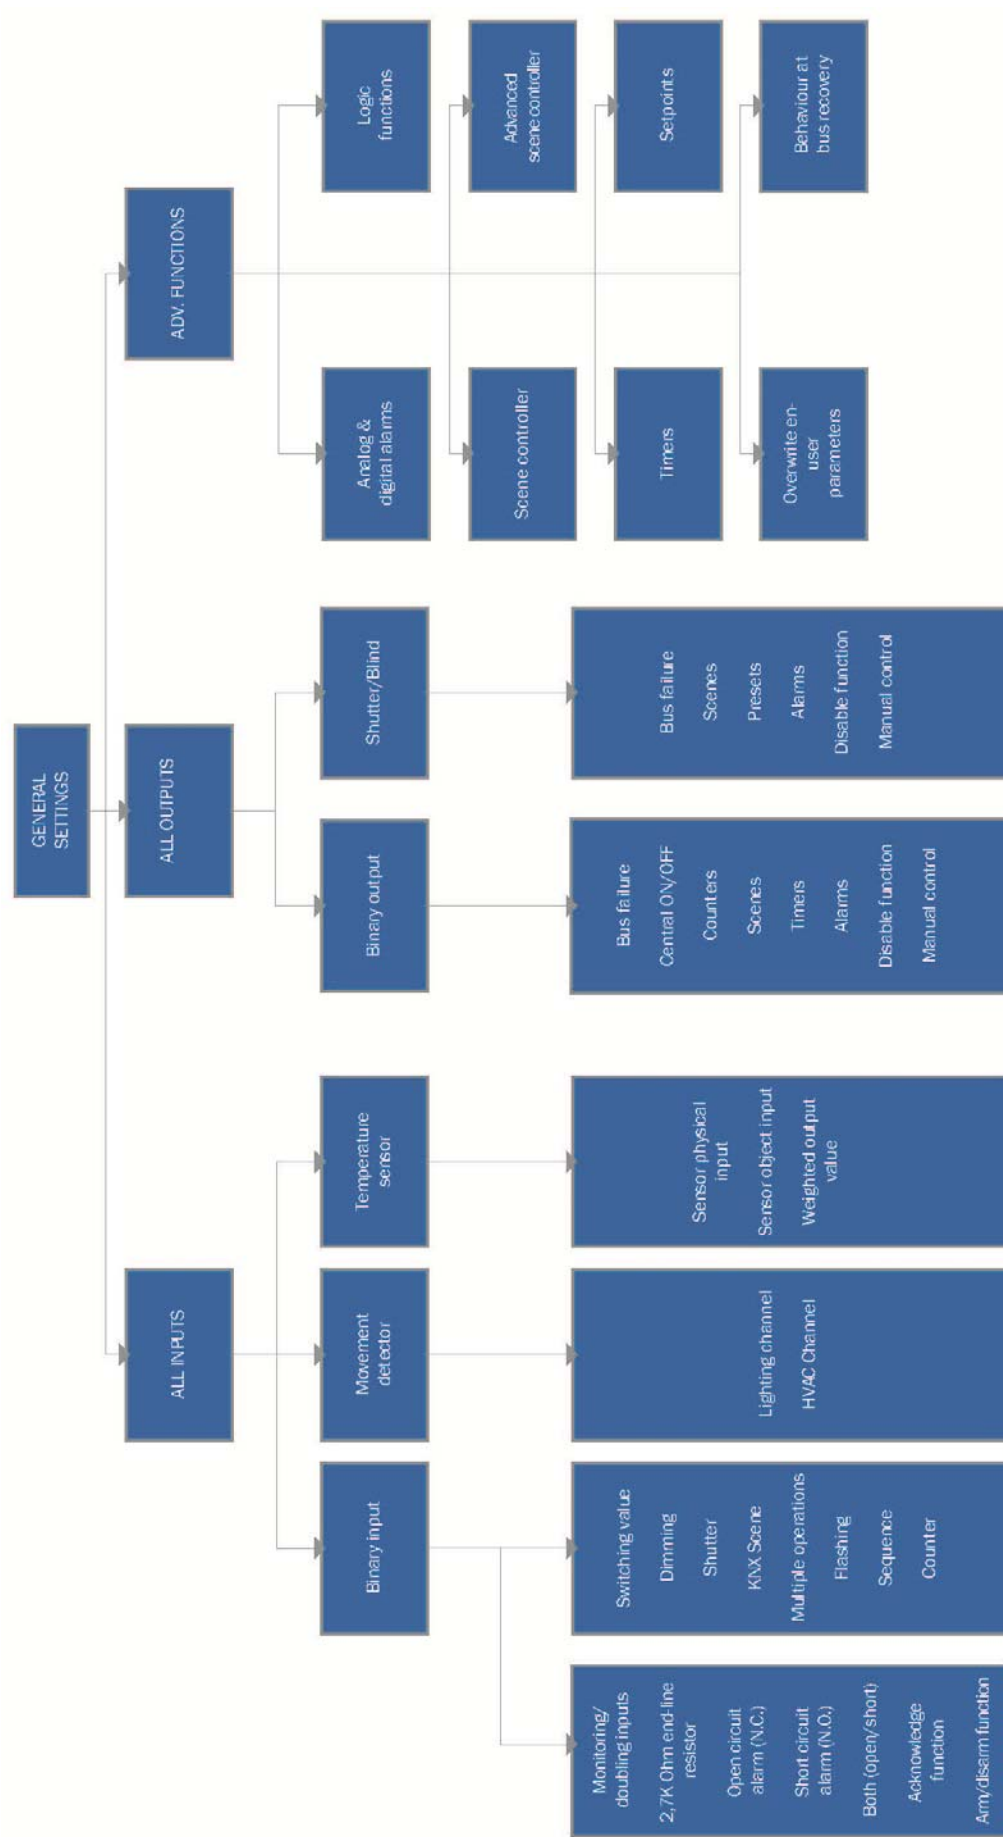 GENERAL
SETTINGS
ALL INPUTS
ALL OUTPUTS
ADV. FUNCTIONS
Binary input
Movement
detector
Temperature
sensor
Binary output
Shutter/Blind
Analog &
digital alarms
Logic
functions
Scene controller
Advanced
scene controller
Timers
Setpoints
Overwrite en-
user
parameters
Behaviour at
bus recovery
Monitoring/
doubling inputs
2,7K Ohm end-line
resistor
Open circuit
alarm (N.C.)
Short circuit
alarm (N.O.)
Both (open/short)
Acknowledge
function
Arm/disarm function
Switching value
Dimming
Shutter
KNX Scene
Multiple operations
Flashing
Sequence
Counter
Lighting channel
HVAC Channel
Sensor physical
input
Sensor object input
Weighted output
value
Bus failure
Central ON/OFF
Counters
Scenes
Timers
Alarms
Disable function
Manual control
Bus failure
Scenes
Presets
Alarms
Disable function
Manual control